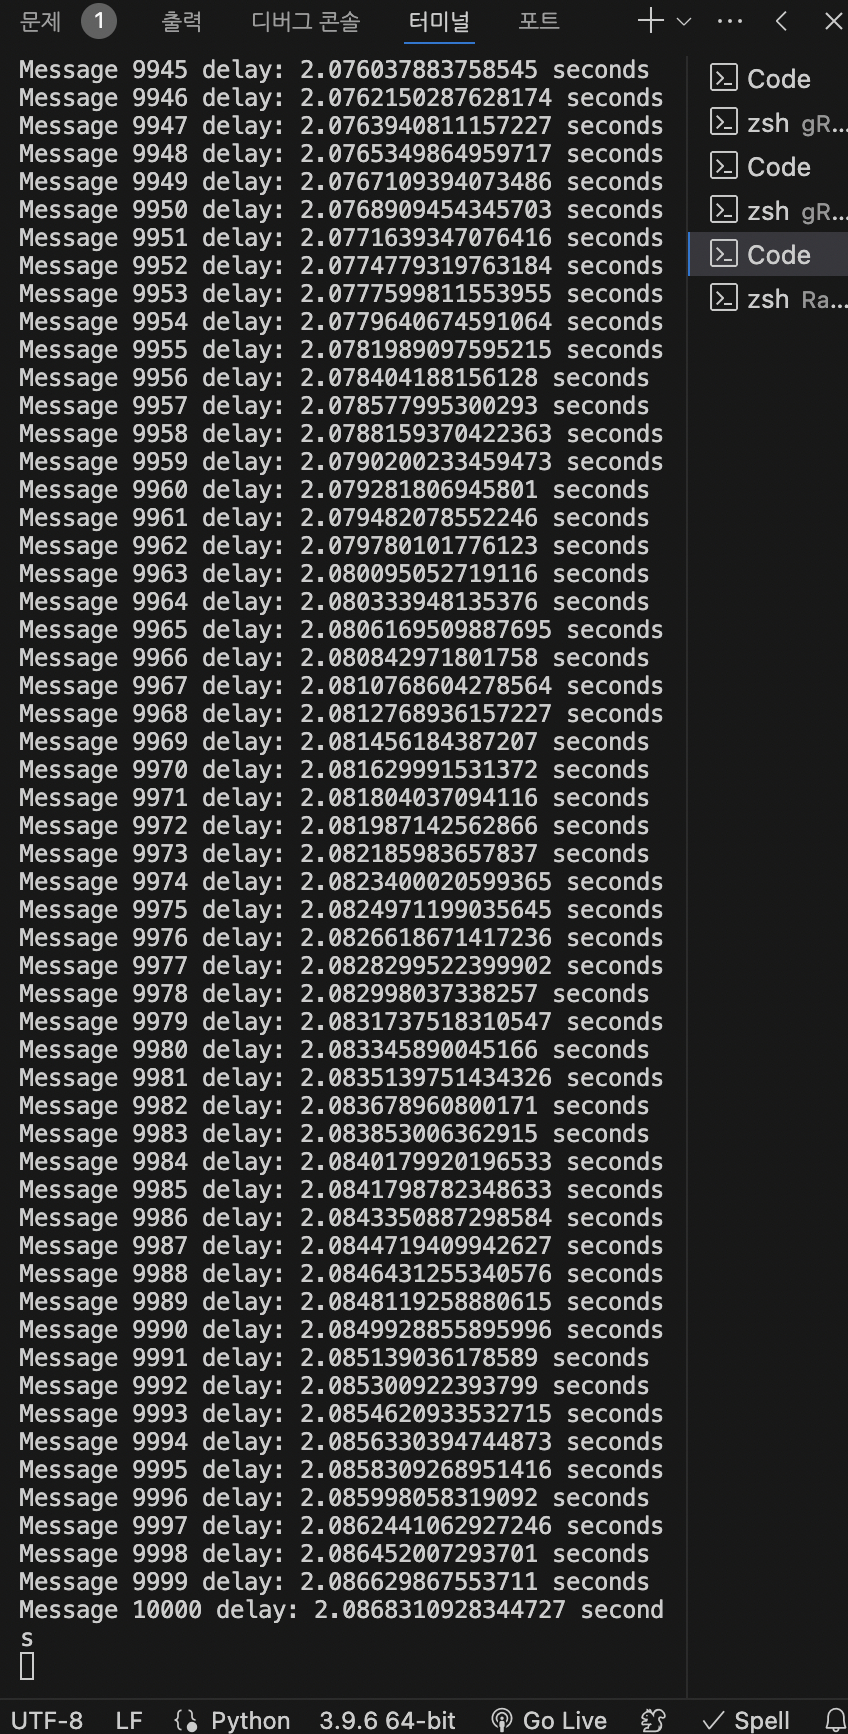 문제 1 출력 디버그 콘솔 터미널 포트
Message 9945 delay: 2.076037883758545 seconds
Message 9946 delay: 2.0762150287628174 seconds
Message 9947 delay: 2.0763940811157227 seconds
Message 9948 delay: 2.0765349864959717 seconds
Message 9949 delay: 2.0767109394073486 seconds
Message 9950 delay: 2.0768909454345703 seconds
Message 9951 delay: 2.0771639347076416 seconds
Message 9952 delay: 2.0774779319763184 seconds
Message 9953 delay: 2.0777599811553955 seconds
Message 9954 delay: 2.0779640674591064 seconds
Message 9955 delay: 2.0781989097595215 seconds
Message 9956 delay: 2.078404188156128 seconds
Message 9957 delay: 2.078577995300293 seconds
Message 9958 delay: 2.0788159370422363 seconds
Message 9959 delay: 2.0790200233459473 seconds
Message 9960 delay: 2.079281806945801 seconds
Message 9961 delay: 2.079482078552246 seconds
Message 9962 delay: 2.079780101776123 seconds
Message 9963 delay: 2.080095052719116 seconds
Message 9964 delay: 2.080333948135376 seconds
Message 9965 delay: 2.0806169509887695 seconds
Message 9966 delay: 2.080842971801758 seconds
Message 9967 delay: 2.0810768604278564 seconds
Message 9968 delay: 2.0812768936157227 seconds
Message 9969 delay: 2.081456184387207 seconds
Message 9970 delay: 2.081629991531372 seconds
Message 9971 delay: 2.081804037094116 seconds
Message 9972 delay: 2.081987142562866 seconds
Message 9973 delay: 2.082185983657837 seconds
Message 9974 delay: 2.0823400020599365 seconds
Message 9975 delay: 2.0824971199035645 seconds
Message 9976 delay: 2.0826618671417236 seconds
Message 9977 delay: 2.0828299522399902 seconds
Message 9978 delay: 2.082998037338257 seconds
Message 9979 delay: 2.0831737518310547 seconds
Message 9980 delay: 2.083345890045166 seconds
Message 9981 delay: 2.0835139751434326 seconds
Message 9982 delay: 2.083678960800171 seconds
Message 9983 delay: 2.083853006362915 seconds
Message 9984 delay: 2.0840179920196533 seconds
Message 9985 delay: 2.0841798782348633 seconds
Message 9986 delay: 2.0843350887298584 seconds
Message 9987 delay: 2.0844719409942627 seconds
Message 9988 delay: 2.0846431255340576 seconds
Message 9989 delay: 2.0848119258880615 seconds
Message 9990 delay: 2.0849928855895996 seconds
Message 9991 delay: 2.085139036178589 seconds
Message 9992 delay: 2.085300922393799 seconds
Message 9993 delay: 2.0854620933532715 seconds
Message 9994 delay: 2.0856330394744873 seconds
Message 9995 delay: 2.0858309268951416 seconds
Message 9996 delay: 2.085998058319092 seconds
Message 9997 delay: 2.0862441062927246 seconds
Message 9998 delay: 2.086452007293701 seconds
Message 9999 delay: 2.086629867553711 seconds
Message 10000 delay: 2.0868310928344727 second
s
Code
zsh gR...
Code
zsh gR...
Code
zsh Ra...
UTF-8 LF {} Python 3.9.6 64-bit Go Live Spell